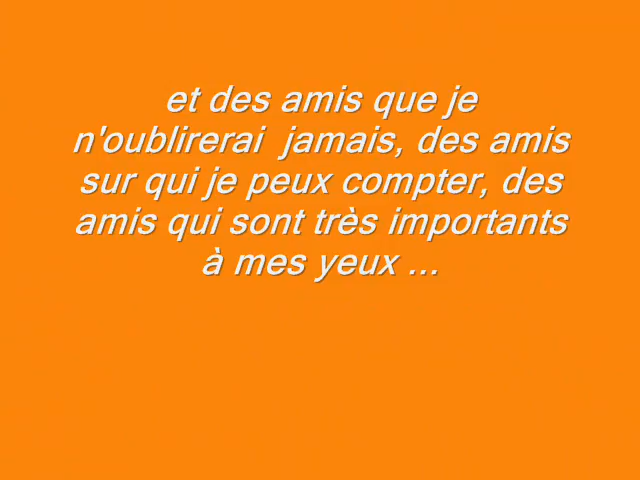 et des amis que je
n'oublirerai  jamais, des amis
sur qui je peux compter, des
amis qui sont très importants
à mes yeux ...